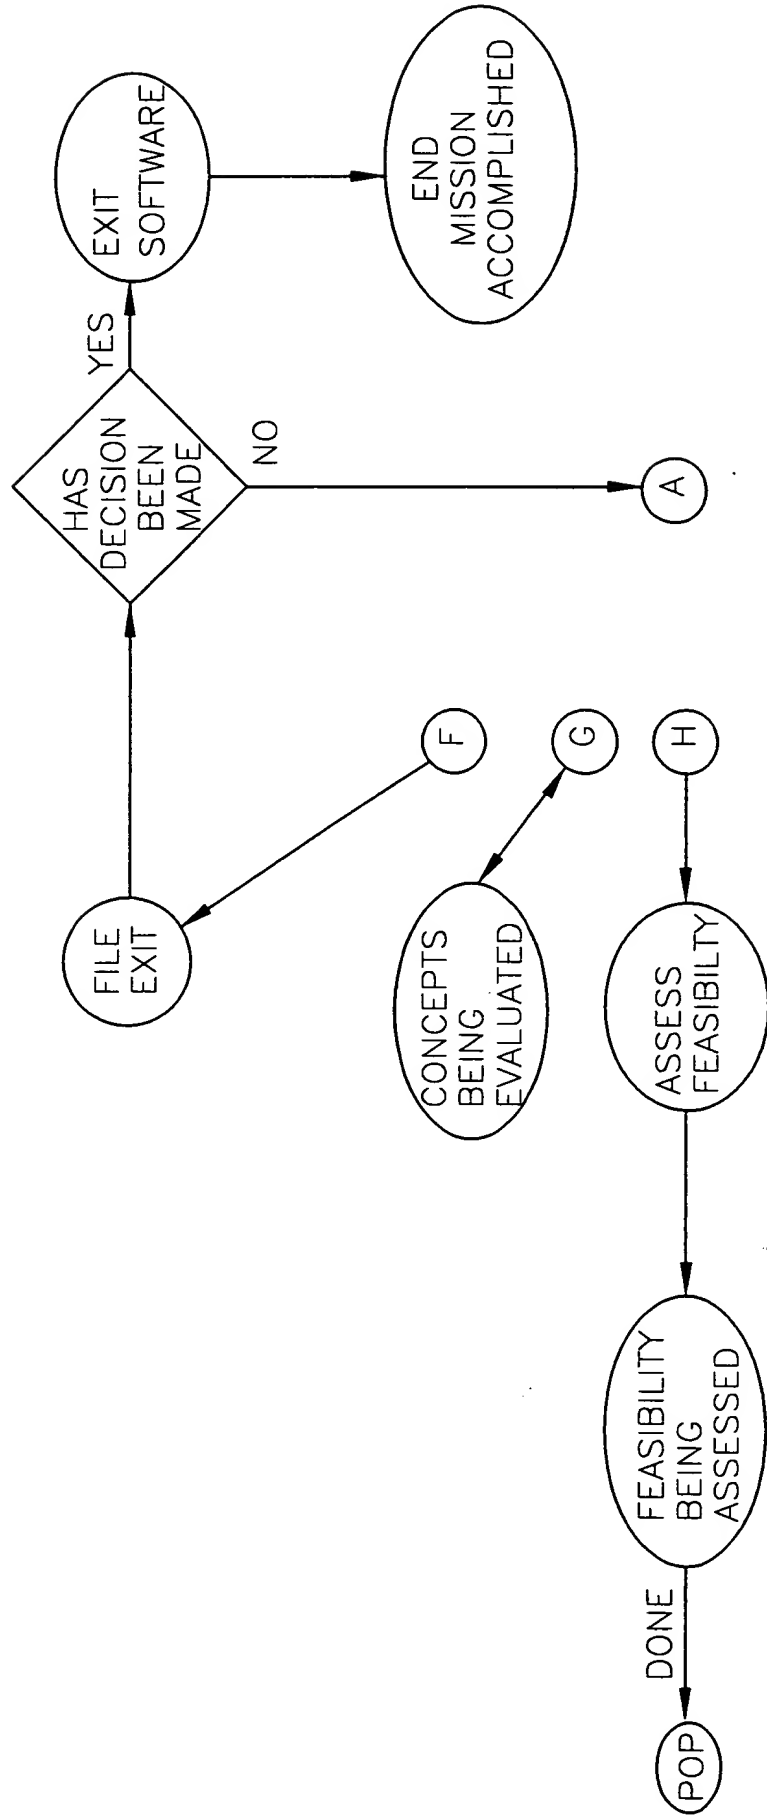 FILE
EXIT
HAS
DECISION
BEEN
MADE
YES
NO
EXIT
SOFTWARE
END
MISSION
ACCOMPLISHED
F
A
CONCEPTS
BEING
EVALUATED
G
H
ASSESS
FEASIBILTY
FEASIBILITY
BEING
ASSESSED
DONE
POP